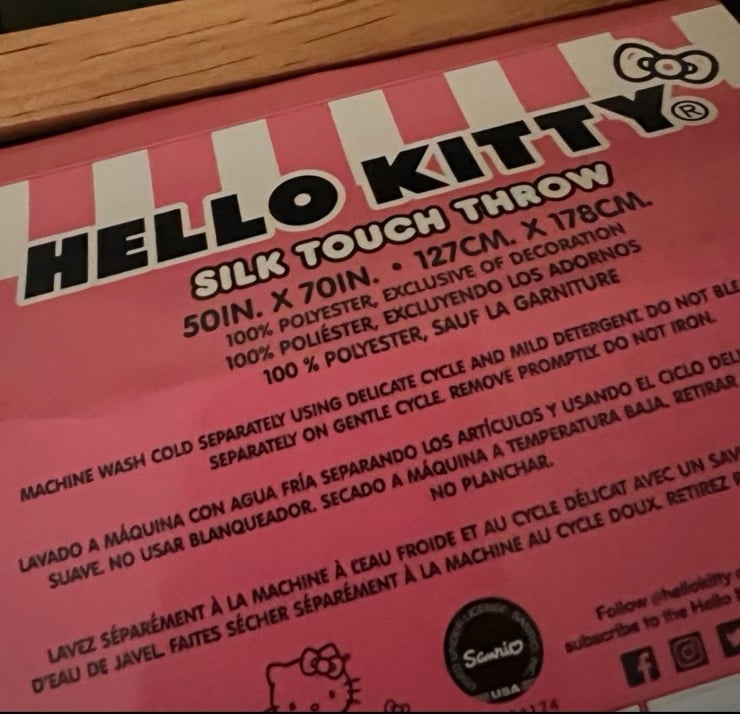 HELLO KITTY®
SILK TOUCH THROW
50IN. X 70IN. • 127CM. X 178CM.
100% POLYESTER, EXCLUSIVE OF DECORATION
100% POLIÉSTER, EXCLUYENDO LOS ADORNOS
100 % POLYESTER, SAUF LA GARNITURE
MACHINE WASH COLD SEPARATELY USING DELICATE CYCLE AND MILD DETERGENT. DO NOT
SEPARATELY ON GENTLE CYCLE. REMOVE PROMPTLY. DO NOT IRON.
LAVADO A MÁQUINA CON AGUA FRÍA SEPARANDO LOS ARTÍCULOS Y USANDO EL CICLO
SUAVE. NO USAR BLANQUEADOR. SECADO A MÁQUINA A TEMPERATURA BAJA. RETIRAR
NO PLANCHAR.
LAVEZ SÉPARÉMENT À LA MACHINE À L'EAU FROIDE ET AU CYCLE DÉLICAT AVEC UN
D'EAU DE JAVEL. FAITES SÉCHER SÉPARÉMENT À LA MACHINE AU CYCLE DOUX. RETIREZ
Sanrio
USA
Follow @hellokitty
subscribe to the Hello